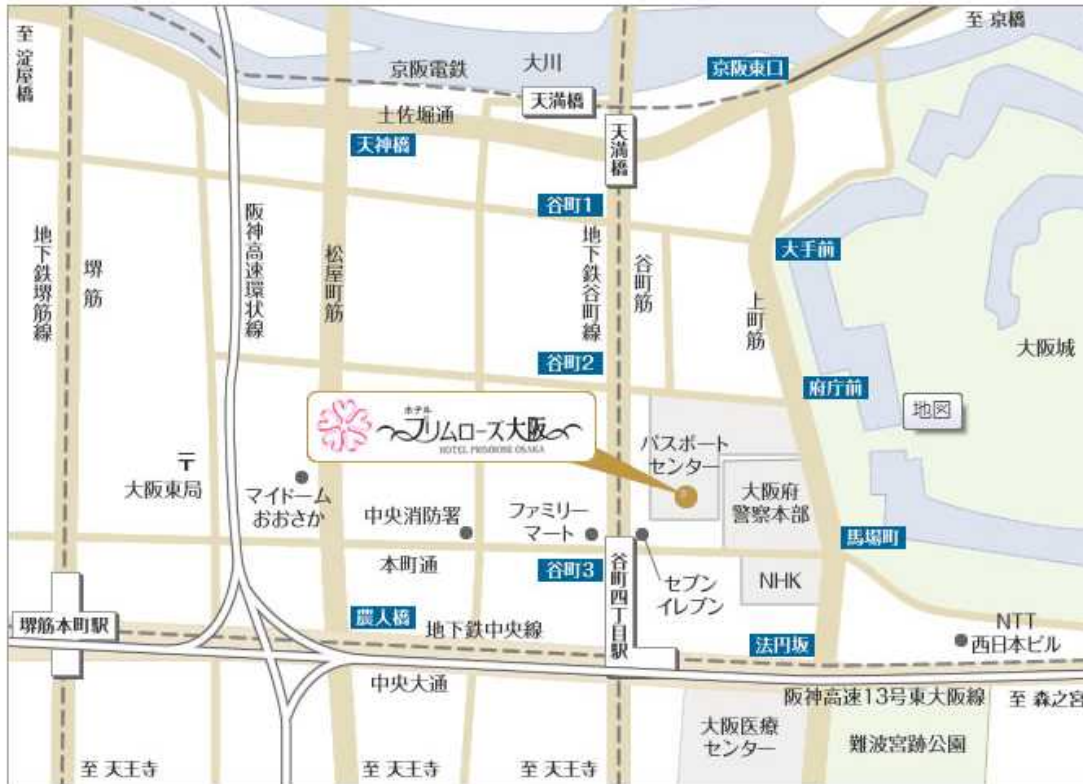 至 京橋
至 淀屋橋
京阪電鉄
大川
京阪東口
天満橋
土佐堀通
天満橋
天神橋
谷町1
地下鉄堺筋線
堺筋
阪神高速環状線
松屋町筋
地下鉄谷町線
谷町筋
大手前
上町筋
大阪城
谷町2
府庁前
地図
ホテル
プリムローズ大阪
HOTEL PRIMROSE OSAKA
パスポート
センター
〒
大阪東局
マイドーム
おおさか
中央消防署
ファミリー
マート
大阪府
警察本部
馬場町
本町通
谷町3
谷町四丁目駅
セブン
イレブン
NHK
堺筋本町駅
農人橋
地下鉄中央線
法円坂
NTT
西日本ビル
中央大通
阪神高速13号東大阪線
至 森之宮
大阪医療
センター
難波宮跡公園
至 天王寺
至 天王寺
至 天王寺